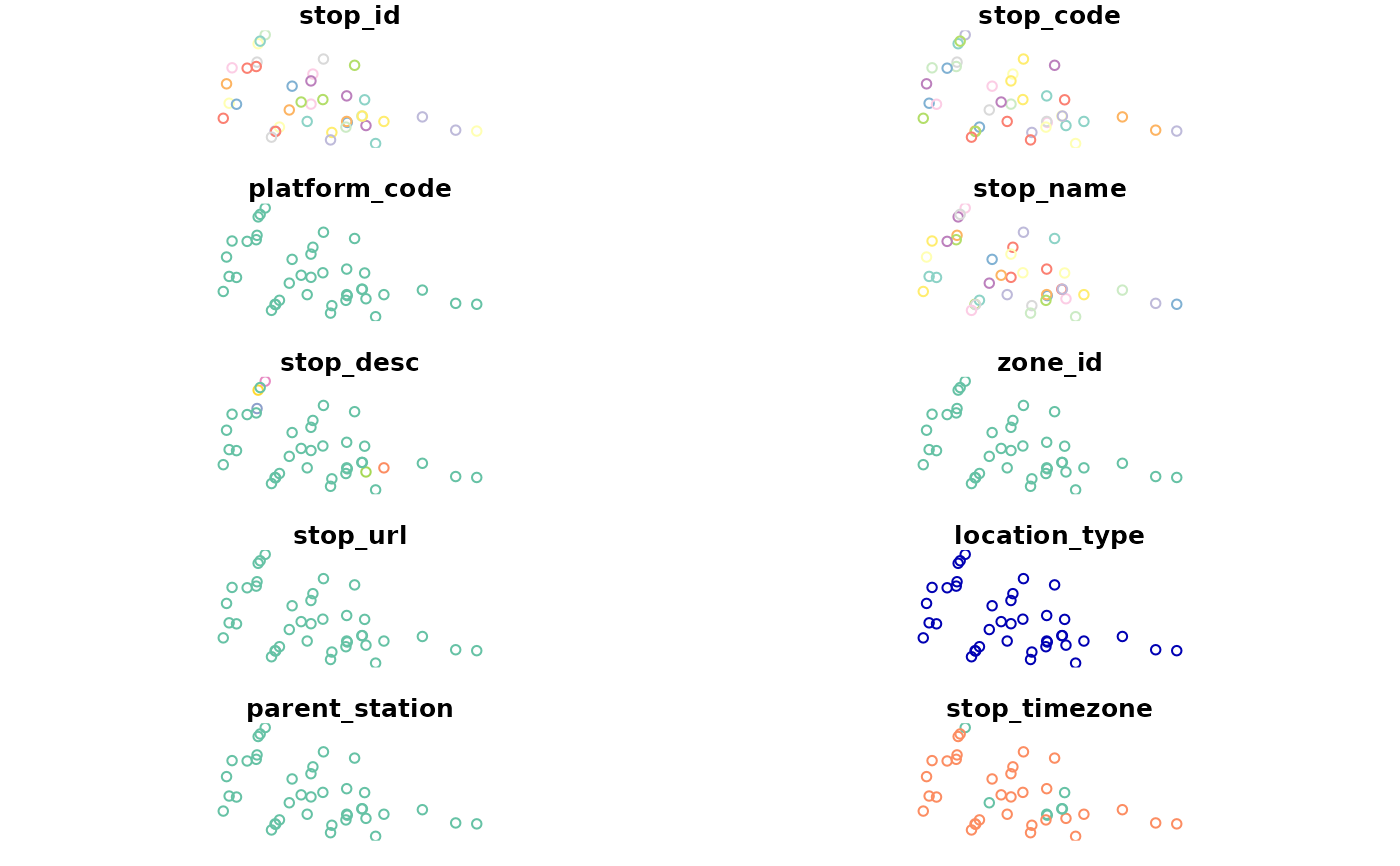 stop_id
stop_code
platform_code
stop_name
stop_desc
zone_id
stop_url
location_type
parent_station
stop_timezone